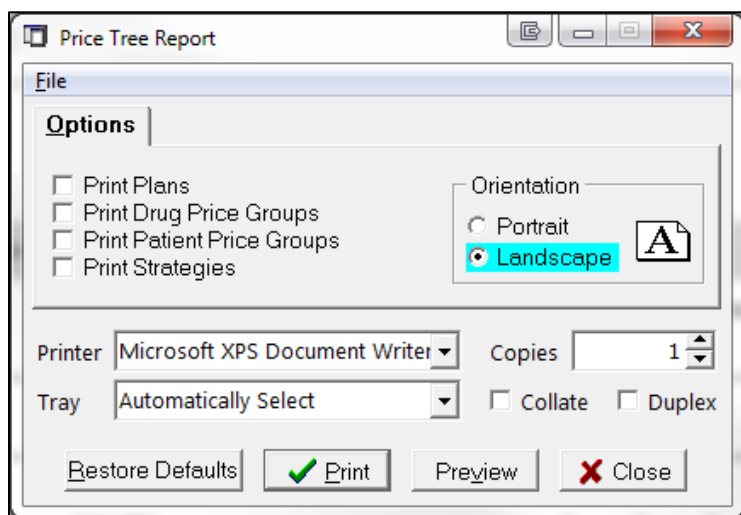 Price Tree Report
File
Options
Print Plans
Print Drug Price Groups
Print Patient Price Groups
Print Strategies
Orientation
Portrait
Landscape
A
Printer Microsoft XPS Document Writer Copies 1
Tray Automatically Select Collate Duplex
Restore Defaults Print Preview Close